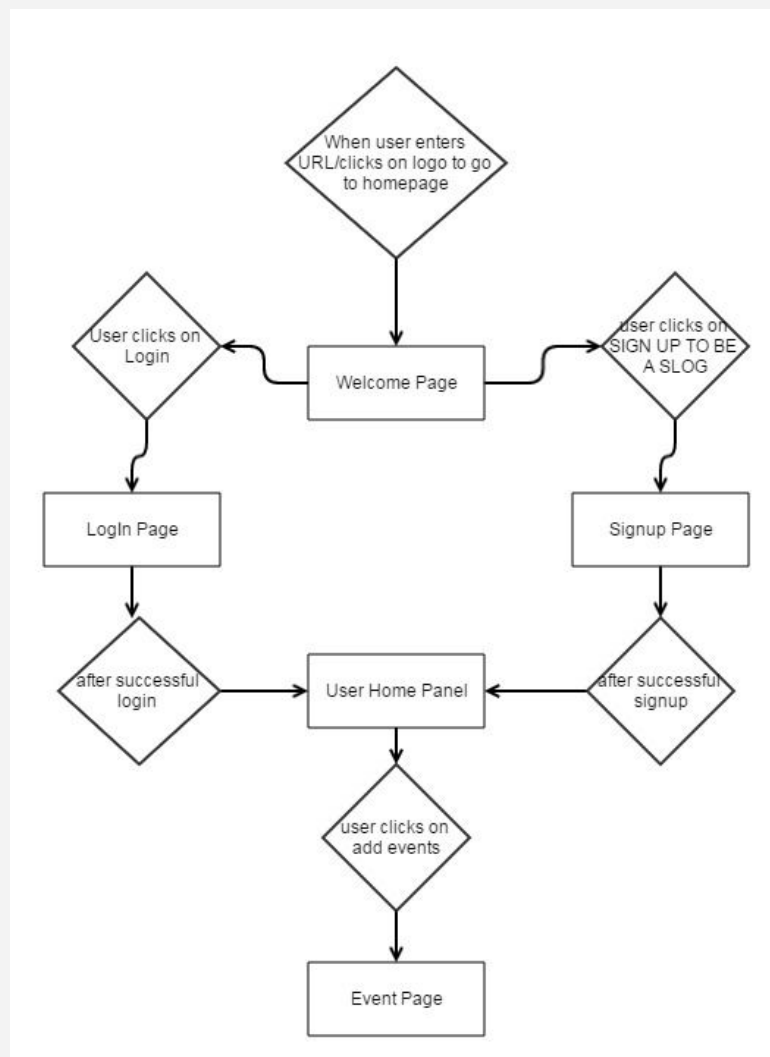 When user enters
URL/clicks on logo to go
to homepage
User clicks on
Login
Welcome Page
user clicks on
SIGN UP TO BE
A SLOG
LogIn Page
Signup Page
after successful
login
User Home Panel
after successful
signup
user clicks on
add events
Event Page